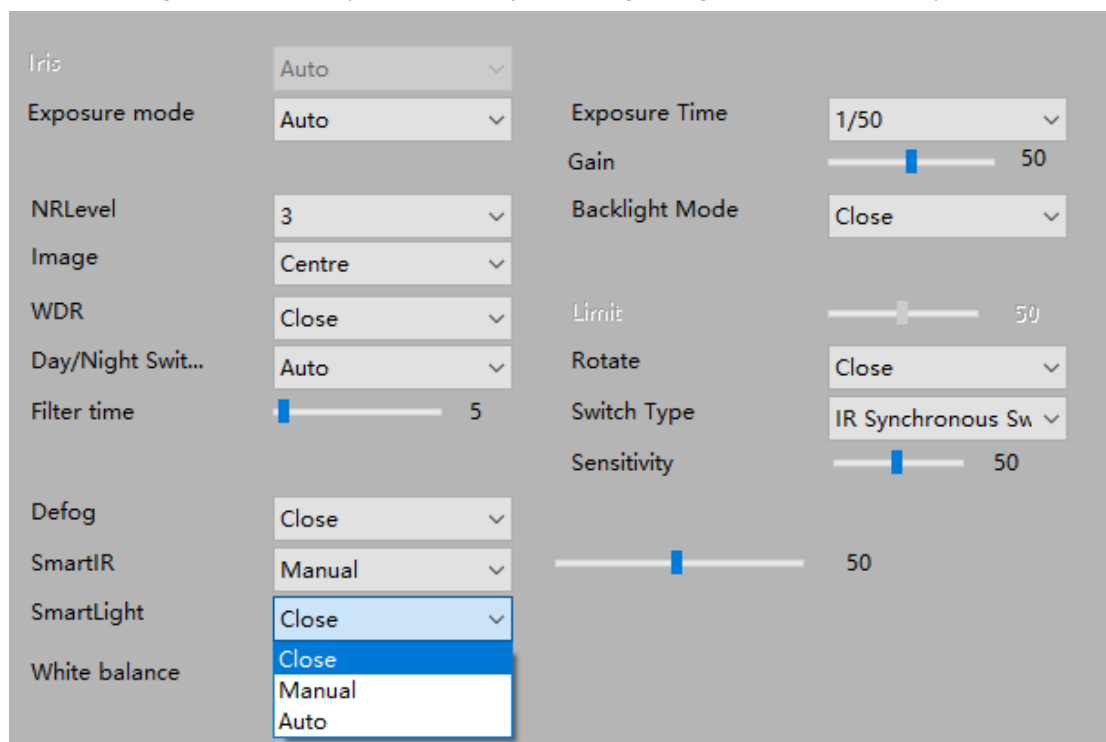 Iris Auto
Exposure mode Auto Exposure Time 1/50
Gain 50
NRLevel 3 Backlight Mode Close
Image Centre
WDR Close Limit 50
Day/Night Swit... Auto Rotate Close
Filter time 5 Switch Type IR Synchronous Sw
Sensitivity 50
Defog Close
SmartIR Manual 50
SmartLight Close
Close
White balance
Manual
Auto